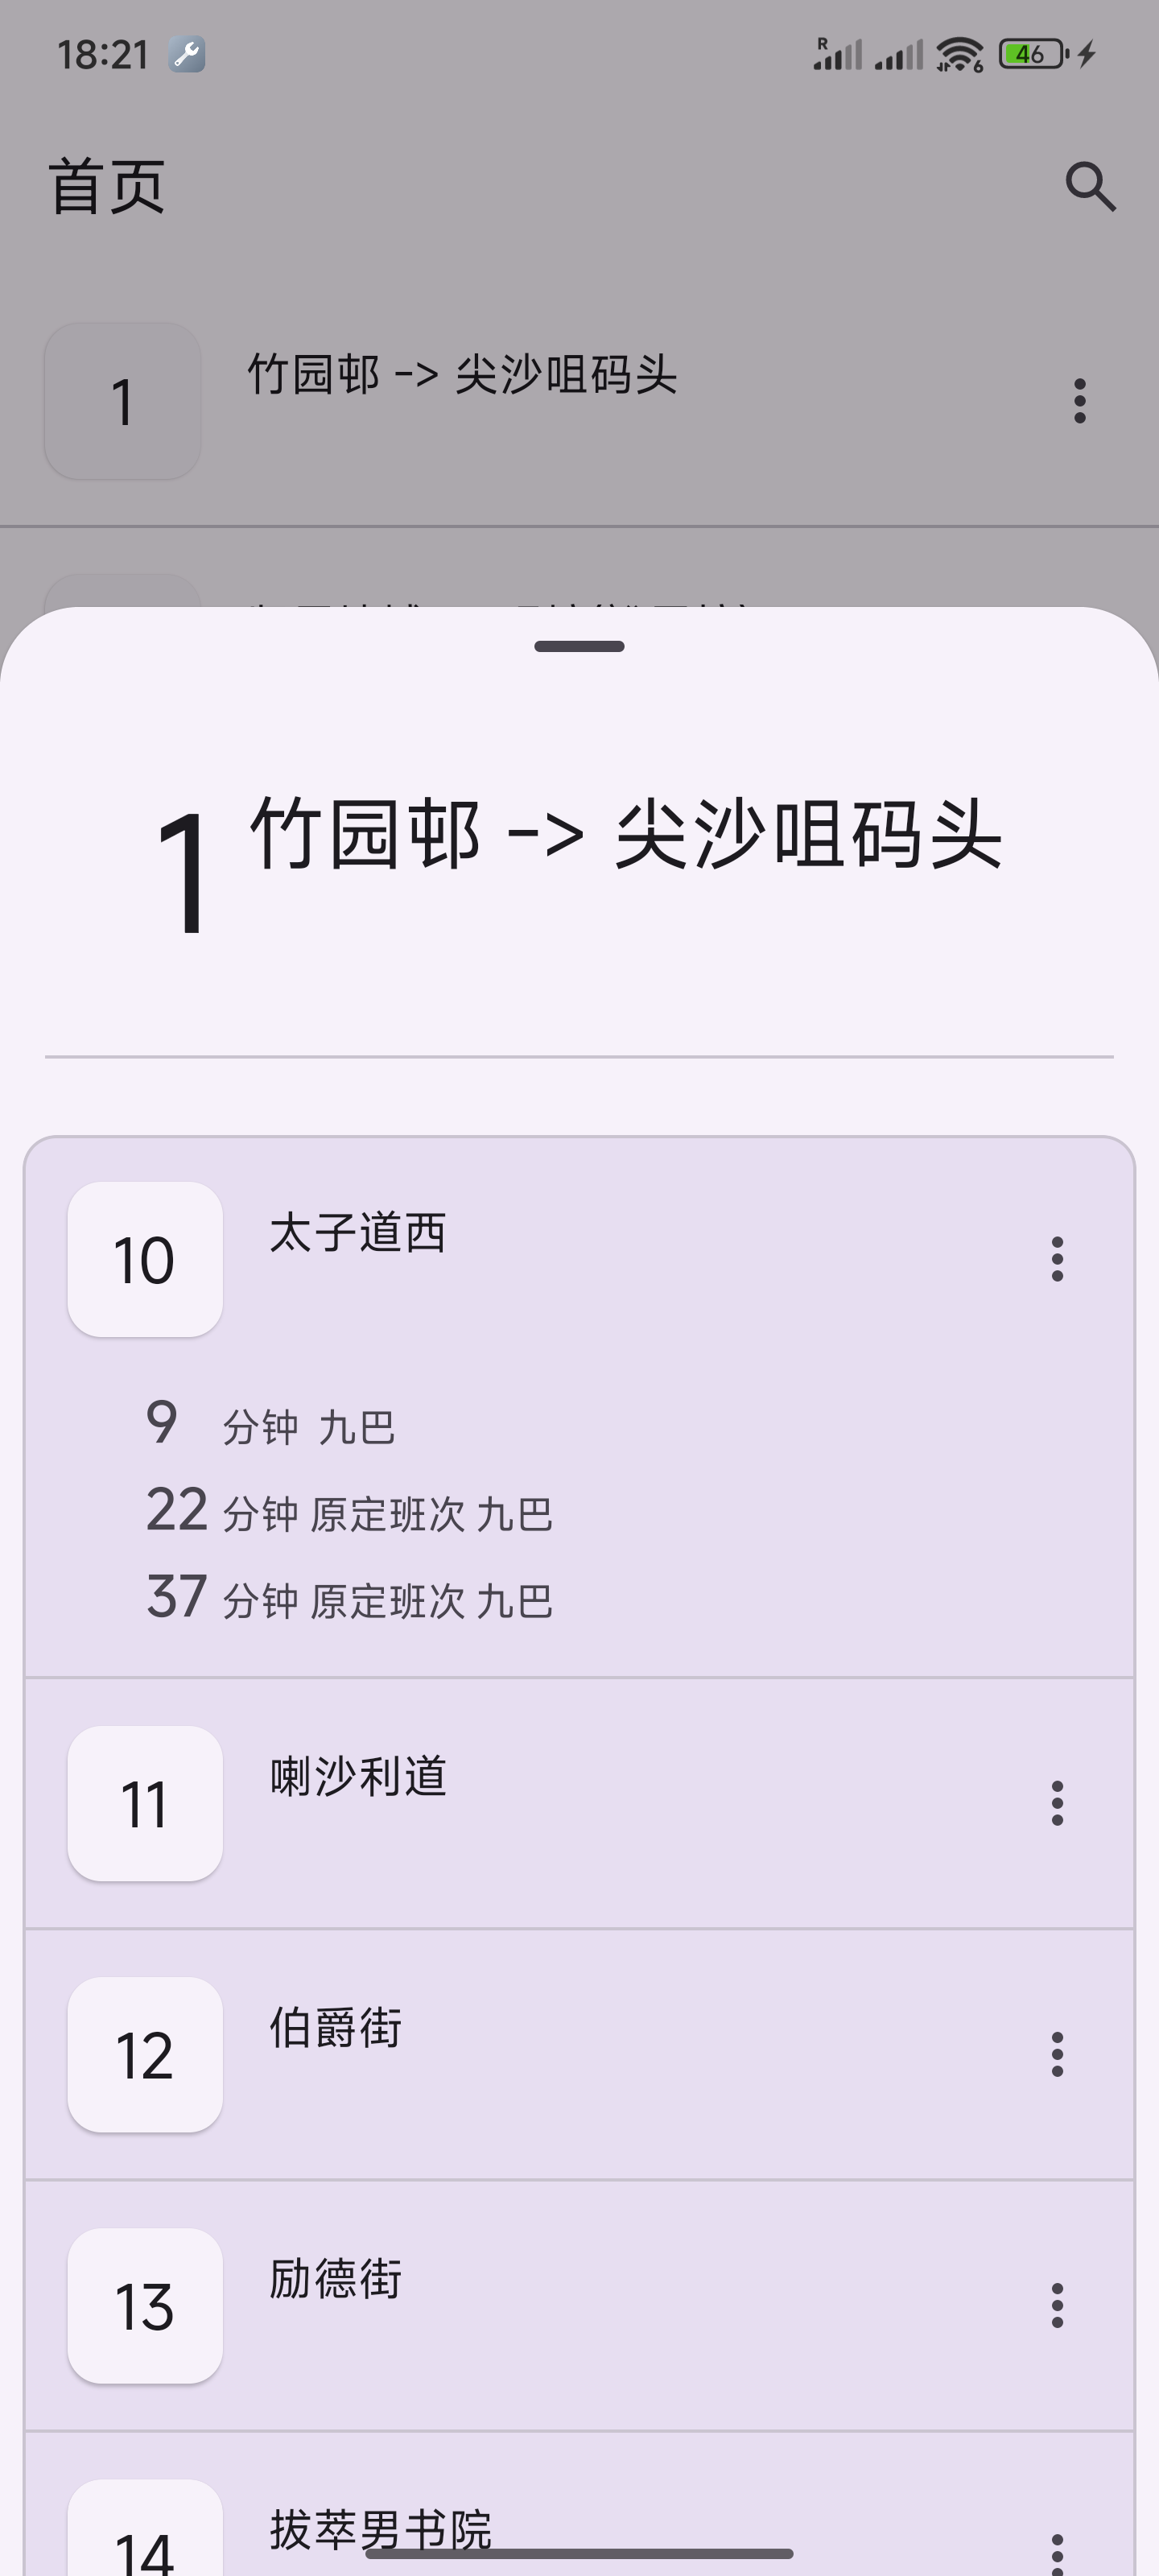 18:21
R
6
46
首页
1
竹园邨 -> 尖沙咀码头
1 竹园邨 -> 尖沙咀码头
10
太子道西
9 分钟 九巴
22 分钟 原定班次 九巴
37 分钟 原定班次 九巴
11
喇沙利道
12
伯爵街
13
励德街
14
拔萃男书院